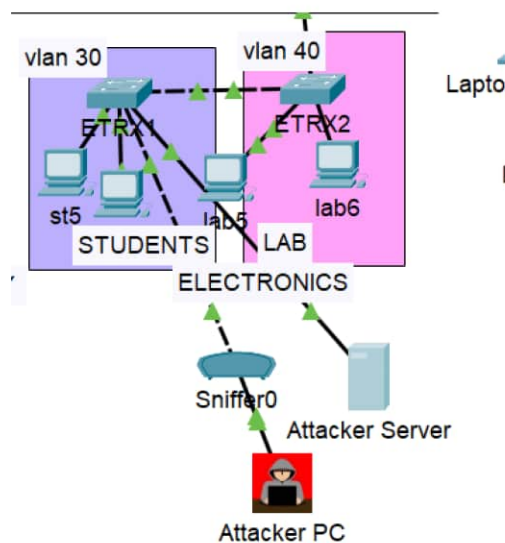 vlan 30
vlan 40
Lapto
ETRX1
ETRX2
st5
lab5
lab6
STUDENTS
LAB
ELECTRONICS
Sniffer0
Attacker Server
Attacker PC